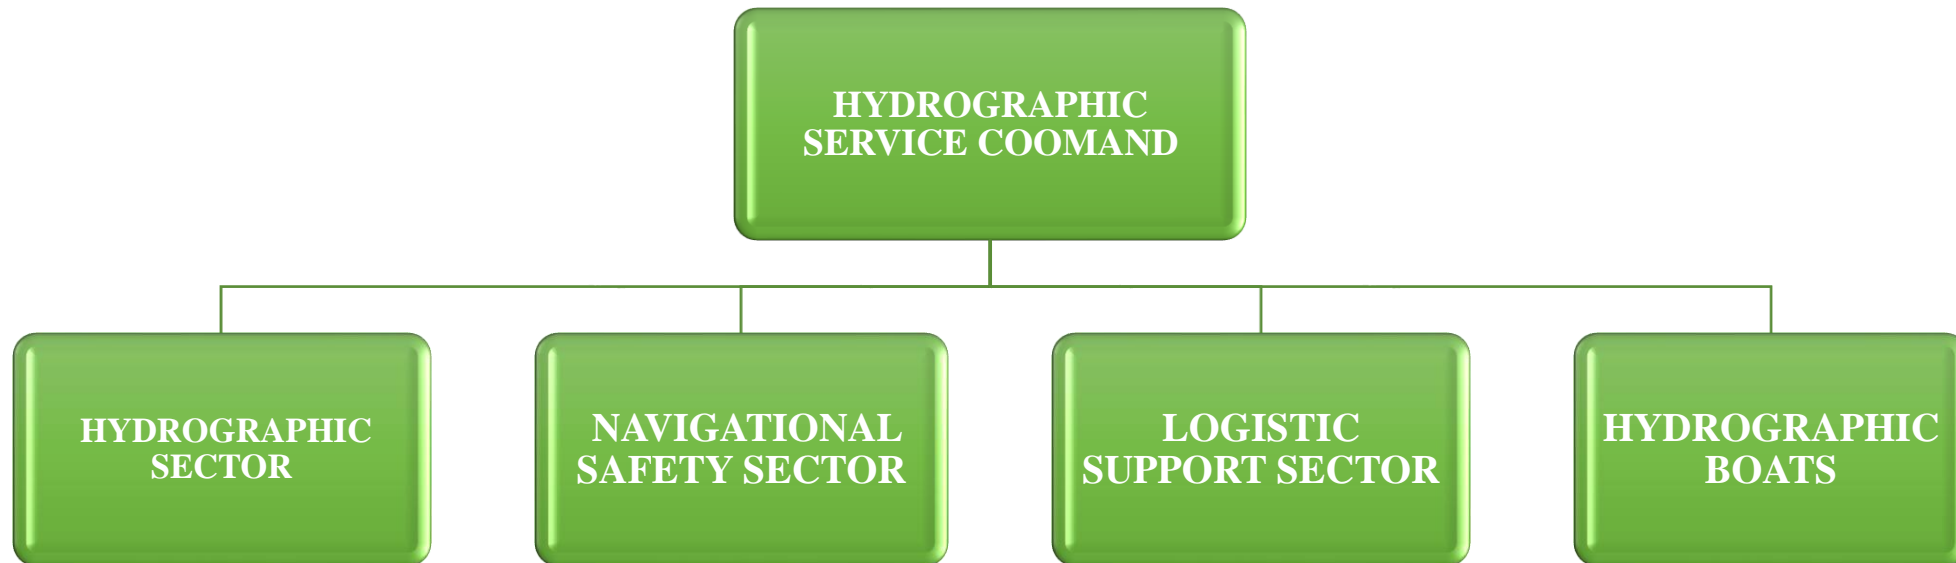 HYDROGRAPHIC
SERVICE COOMAND
HYDROGRAPHIC
SECTOR
NAVIGATIONAL
SAFETY SECTOR
LOGISTIC
SUPPORT SECTOR
HYDROGRAPHIC
BOATS